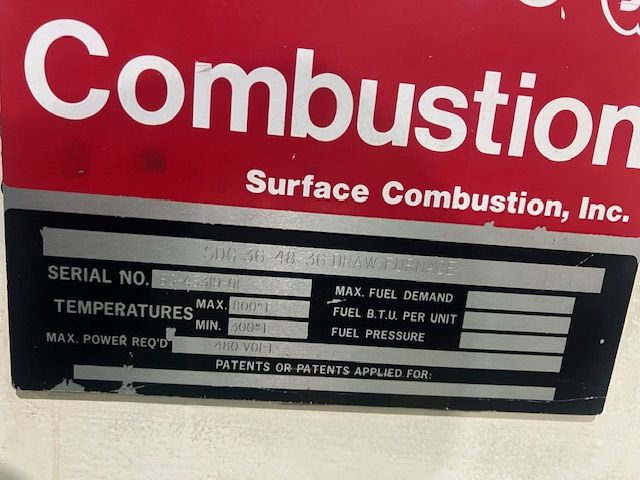 Combustion
Surface Combustion, Inc.
SDC 36-48-36 DRAW FURNACE
SERIAL NO.
TEMPERATURES
MAX.
MIN. 300°F
MAX. POWER REQ'D 480 VOLT
MAX. FUEL DEMAND
FUEL B.T.U. PER UNIT
FUEL PRESSURE
PATENTS OR PATENTS APPLIED FOR: